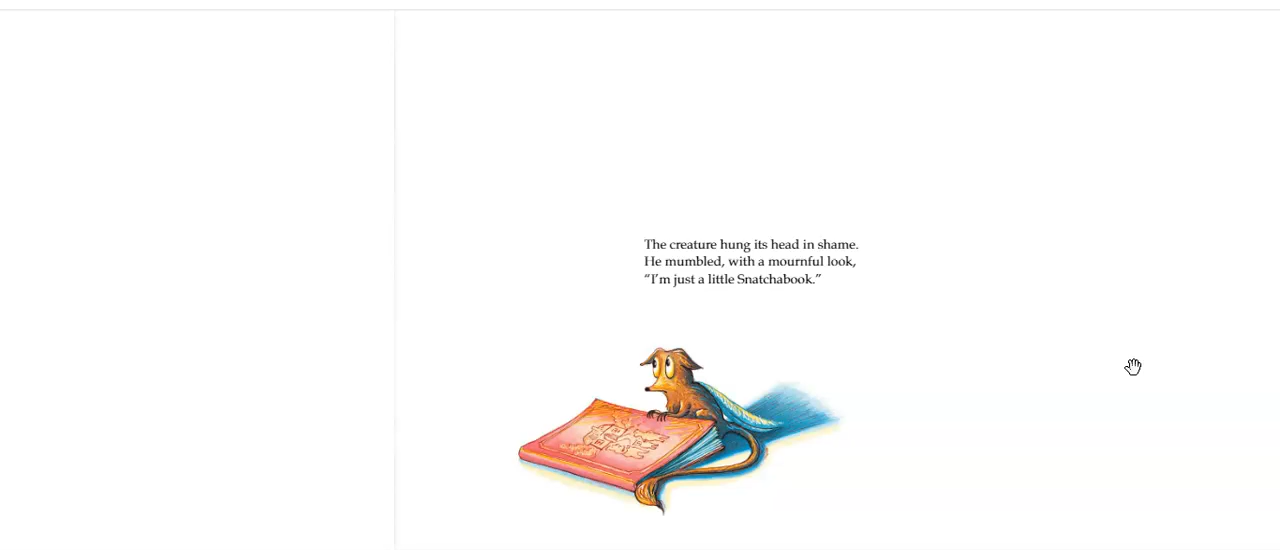 The creature hung its head in shame.
He mumbled, with a mournful look,
“I’m just a little Snatchabook.”